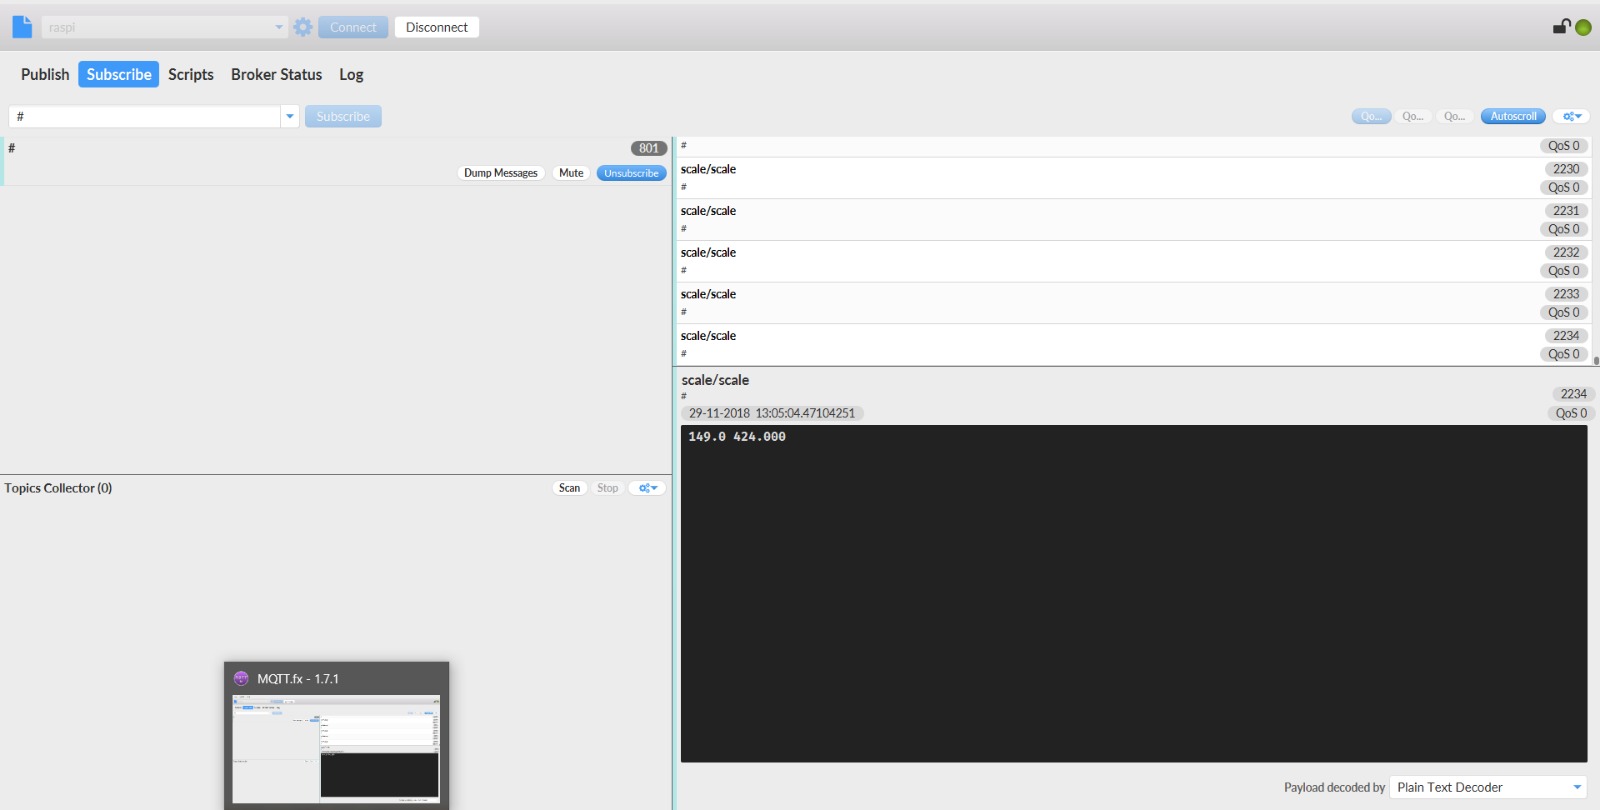 raspi
Connect
Disconnect
Publish
Subscribe
Scripts
Broker Status
Log
#
Subscribe
Qo...
Qo...
Qo...
Autoscroll
#
801
Dump Messages
Mute
Unsubscribe
#
QoS 0
scale/scale
2230
#
QoS 0
scale/scale
2231
#
QoS 0
scale/scale
2232
#
QoS 0
scale/scale
2233
#
QoS 0
scale/scale
2234
#
QoS 0
scale/scale
#
2234
29-11-2018 13:05:04.47104251
QoS 0
149.0 424.000
Topics Collector (0)
Scan
Stop
MQTT.fx - 1.7.1
Payload decoded by
Plain Text Decoder